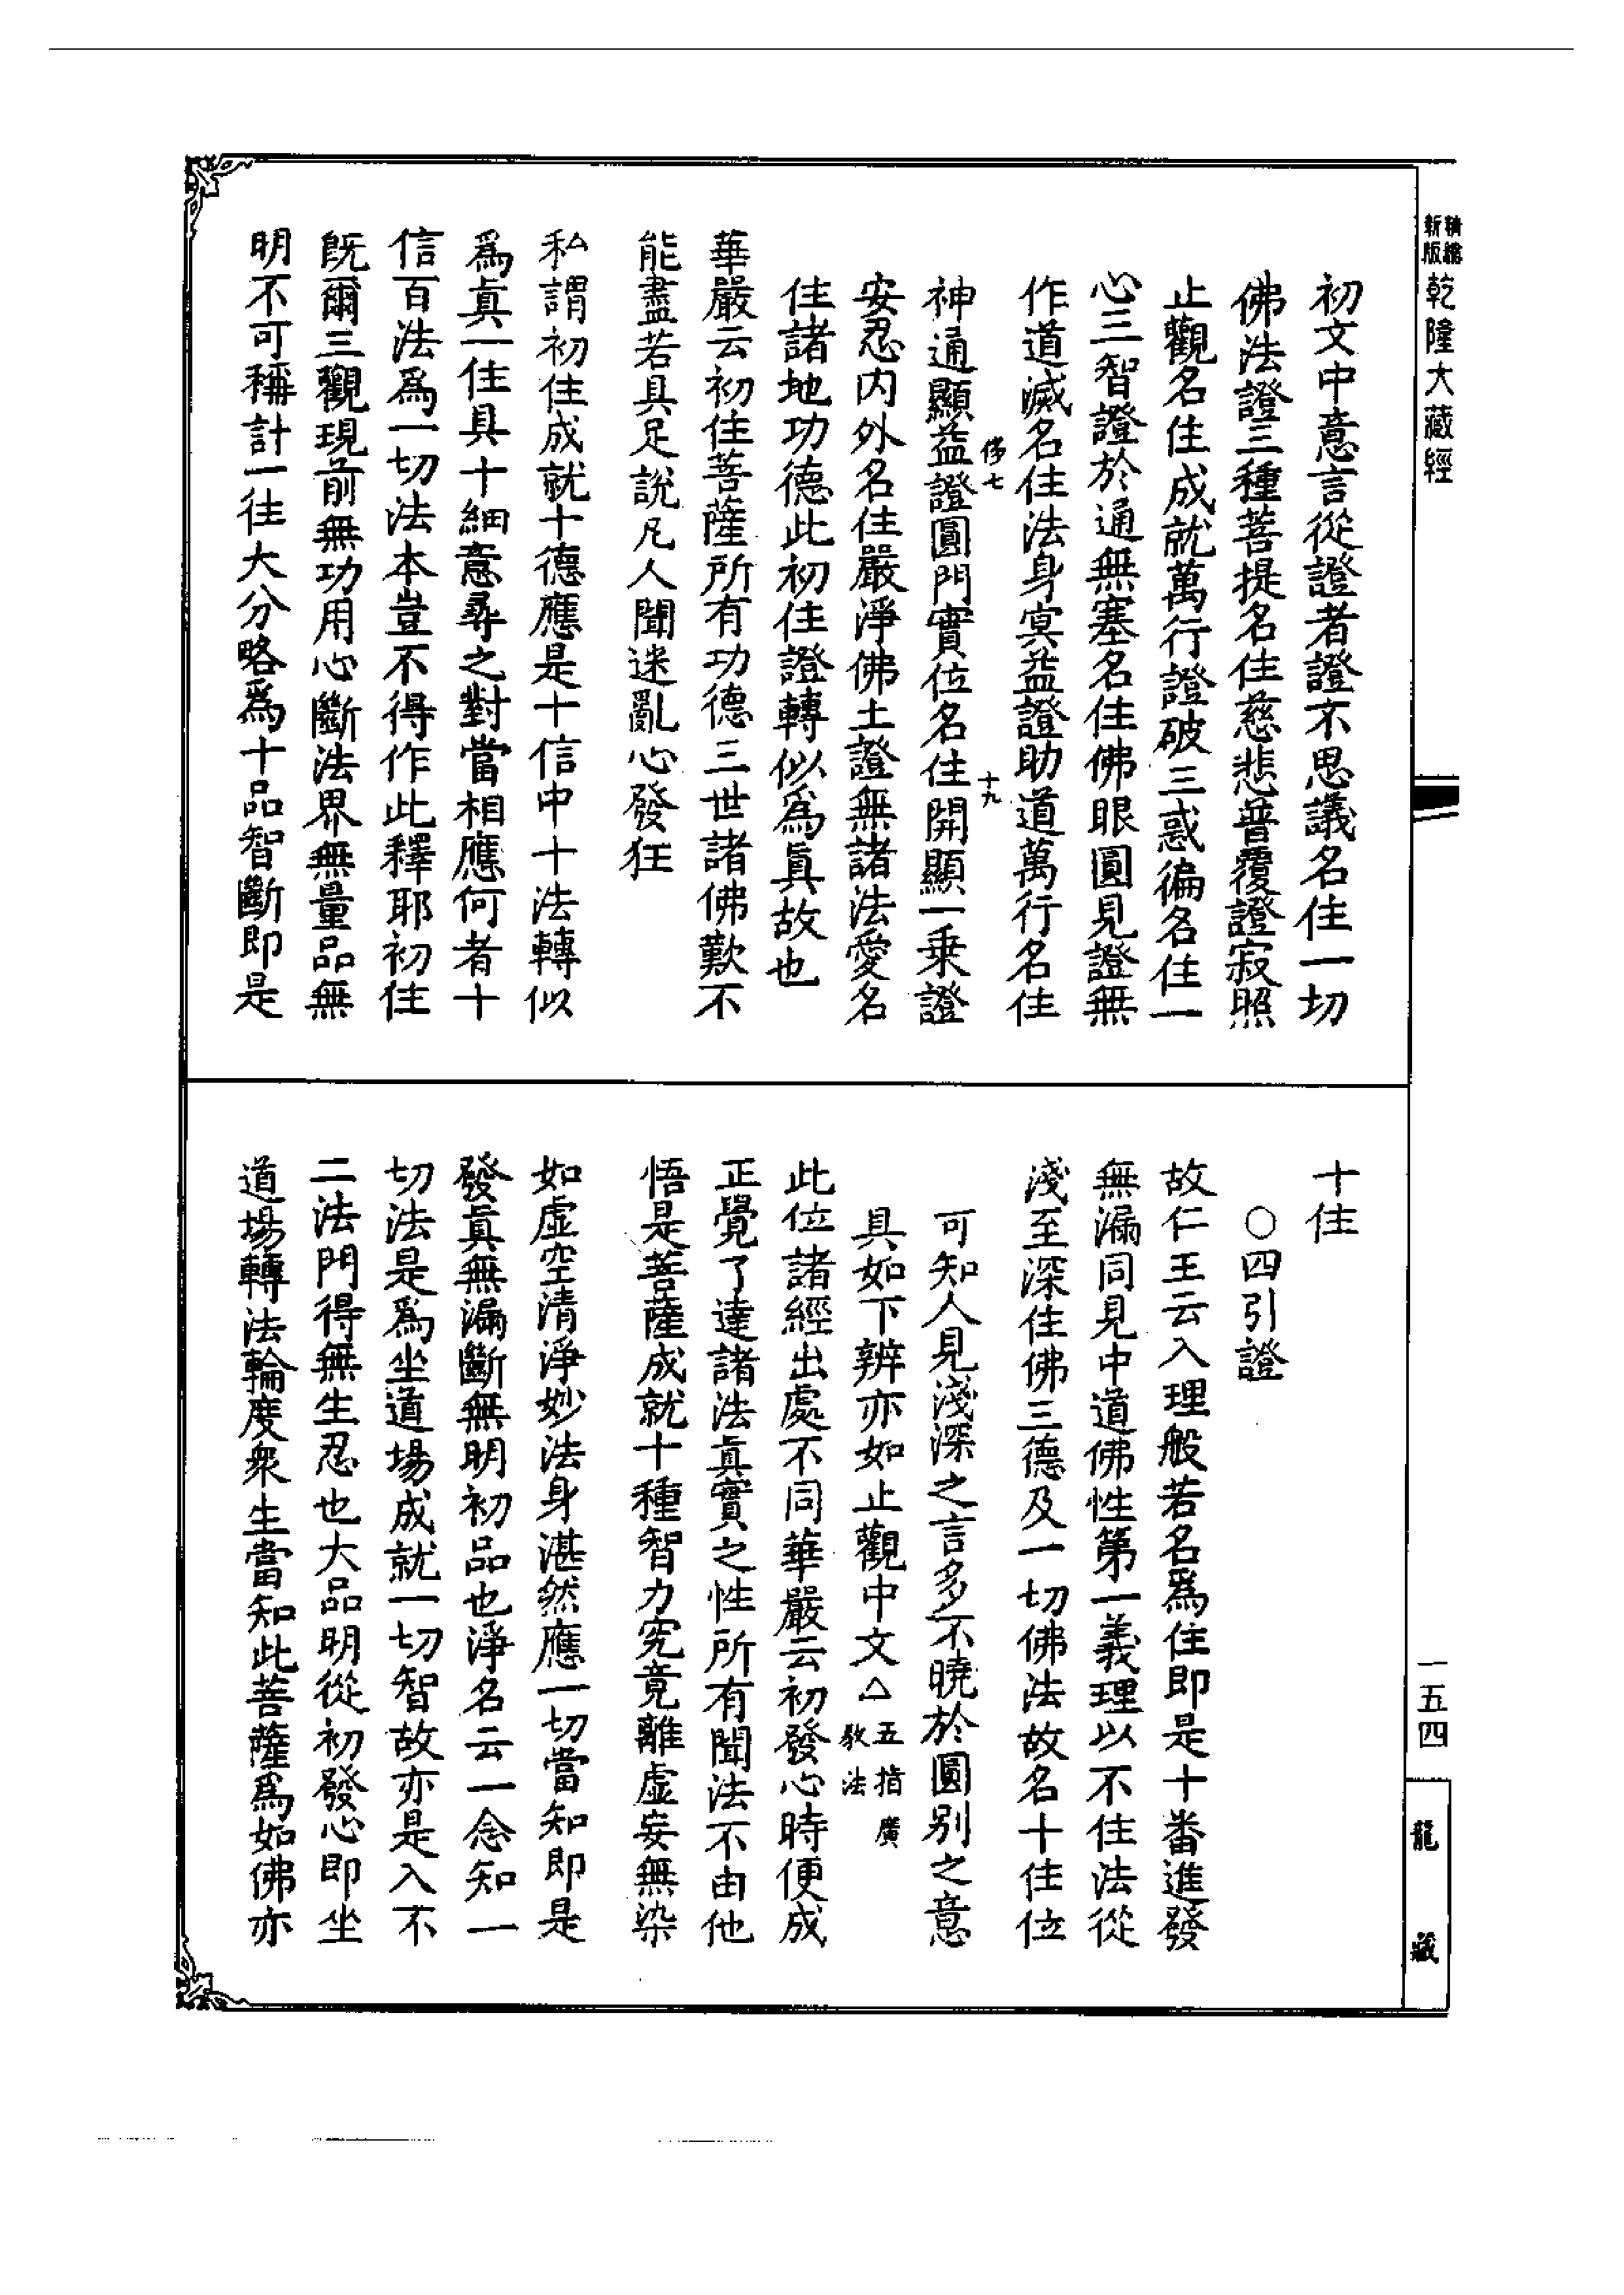 新版
精縮
乾隆大藏經
初文中意言從證者證不思議名住一切
佛法證三種菩提名住慈悲普覆證寂照
止觀名住成就萬行證破三惑徧名住一
心三智證於通無塞名住佛眼圓見證無
作道滅名住法身冥益證助道萬行名住
侈七
十九
神通顯益證圓門實位名住開顯一乗證
安忍内外名住嚴淨佛土證無諸法愛名
住諸地功德此初住證轉似爲眞故也
華嚴云初住菩薩所有功德三世諸佛歎不
能盡若具足說凡人聞迷亂心發狂
私謂初住成就十德應是十信中十法轉似
爲眞一住具十細意尋之對當相應何者十
信百法爲一切法本豈不得作此釋耶初住
既爾三觀現前無功用心斷法界無量品無
明不可稱計一往大分略爲十品智斷即是
十住
○四引證
故仁王云入理般若名爲住即是十番進發
無漏同見中道佛性第一義理以不住法從
淺至深住佛三德及一切佛法故名十住位
可知人見淺深之言多不曉於圓别之意
具如下辨亦如止觀中文△五指廣教法
此位諸經出處不同華嚴云初發心時便成
正覺了達諸法眞實之性所有聞法不由他
悟是菩薩成就十種智力究竟離虚妄無染
如虚空清淨妙法身湛然應一切當知即是
發眞無漏斷無明初品也淨名云一念知一
切法是爲坐道場成就一切智故亦是入不
二法門得無生忍也大品明從初發心即坐
道場轉法輪度衆生當知此菩薩爲如佛亦
一五四
龍藏